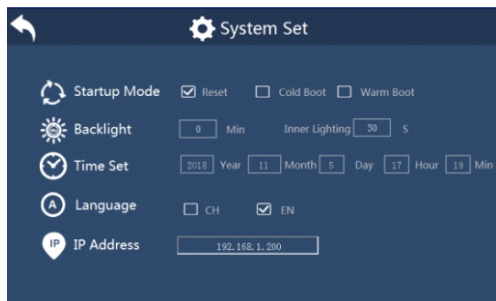 System Set
Startup Mode Reset Cold Boot Warm Boot
Backlight 0 Min Inner Lighting 30 S
Time Set 2018 Year 11 Month 5 Day 17 Hour 19 Min
A Language CH EN
IP IP Address 192.168.1.200